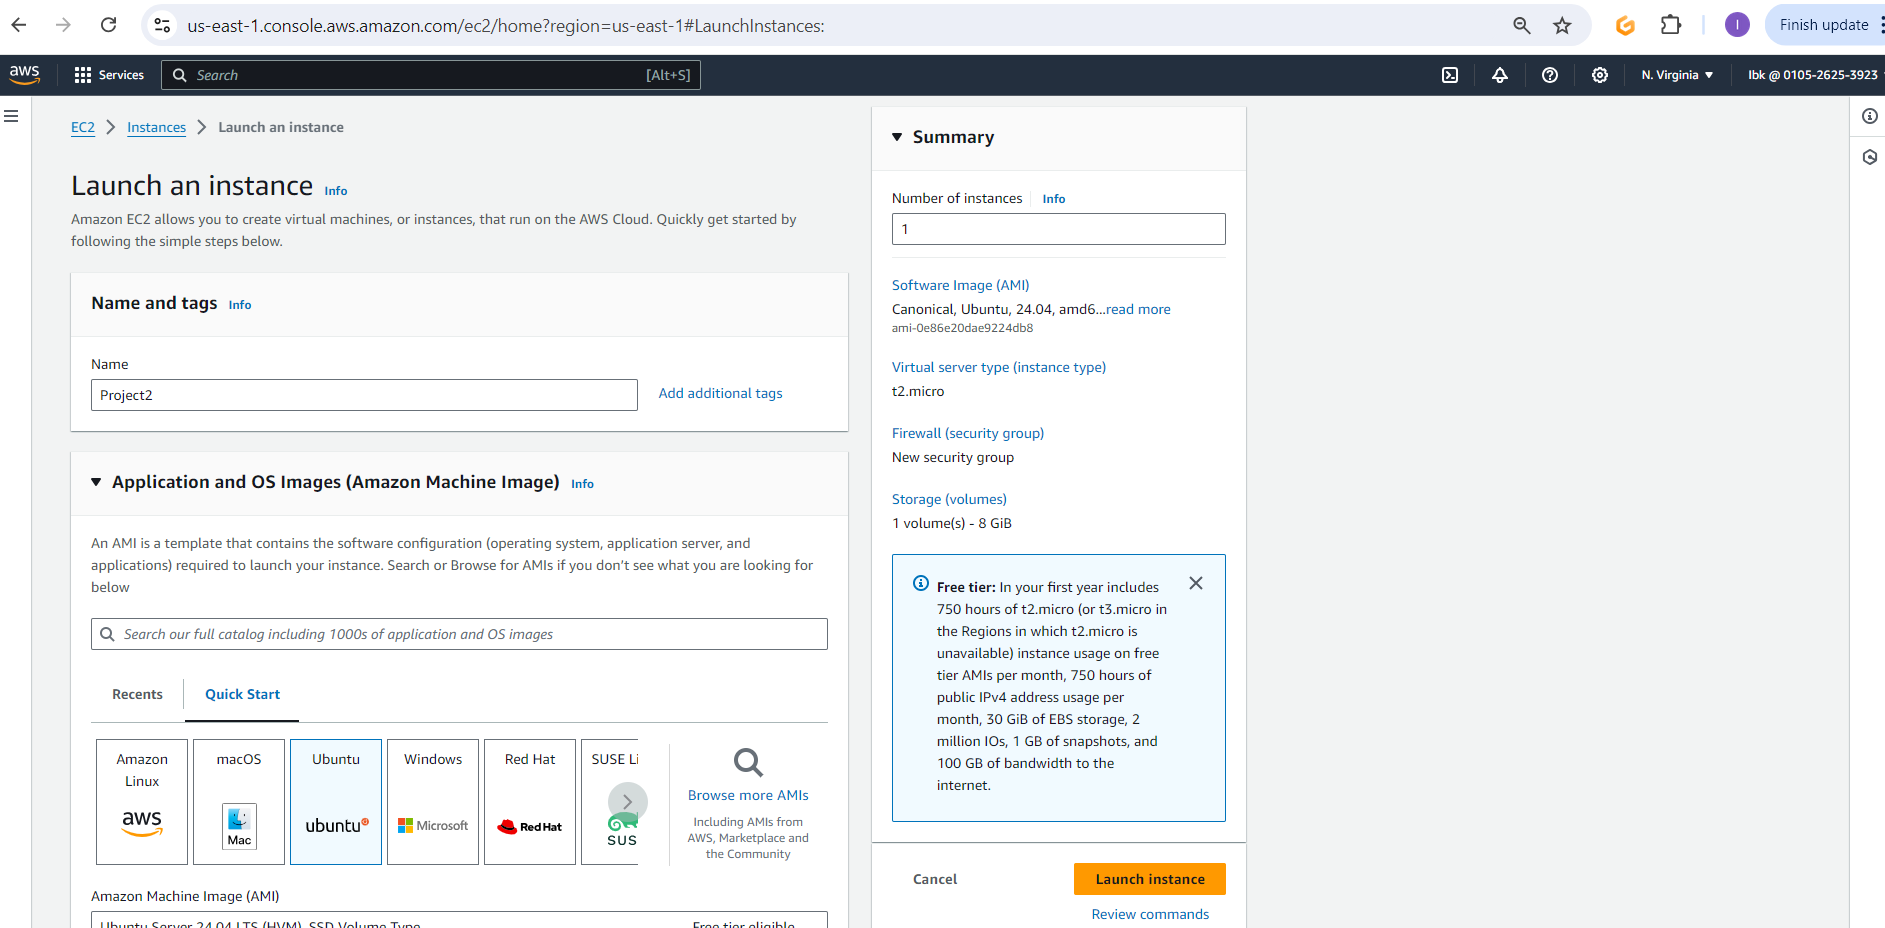 us-east-1.console.aws.amazon.com/ec2/home?region=us-east-1#LaunchInstances:
I
Finish update
aws
Services
Search
[Alt+S]
N. Virginia
Ibk @ 0105-2625-3923
EC2
Instances
Launch an instance
Launch an instance Info
Amazon EC2 allows you to create virtual machines, or instances, that run on the AWS Cloud. Quickly get started by
following the simple steps below.
Name and tags Info
Name
Project2
Add additional tags
Application and OS Images (Amazon Machine Image) Info
An AMI is a template that contains the software configuration (operating system, application server, and
applications) required to launch your instance. Search or Browse for AMIs if you don't see what you are looking for
below
Search our full catalog including 1000s of application and OS images
Recents
Quick Start
Amazon
Linux
aws
macOS
Mac
Ubuntu
ubuntu
Windows
Microsoft
Red Hat
Red Hat
SUSE Li
SUS
Browse more AMIs
Including AMIs from
AWS, Marketplace and
the Community
Amazon Machine Image (AMI)
Ubuntu Server 24.04 LTS (HVM), SSD Volume Type
Free tier eligible
Summary
Number of instances Info
1
Software Image (AMI)
Canonical, Ubuntu, 24.04, amd6...read more
ami-0e86e20dae9224db8
Virtual server type (instance type)
t2.micro
Firewall (security group)
New security group
Storage (volumes)
1 volume(s) - 8 GiB
Free tier: In your first year includes
750 hours of t2.micro (or t3.micro in
the Regions in which t2.micro is
unavailable) instance usage on free
tier AMIs per month, 750 hours of
public IPv4 address usage per
month, 30 GiB of EBS storage, 2
million IOs, 1 GB of snapshots, and
100 GB of bandwidth to the
internet.
Cancel
Launch instance
Review commands